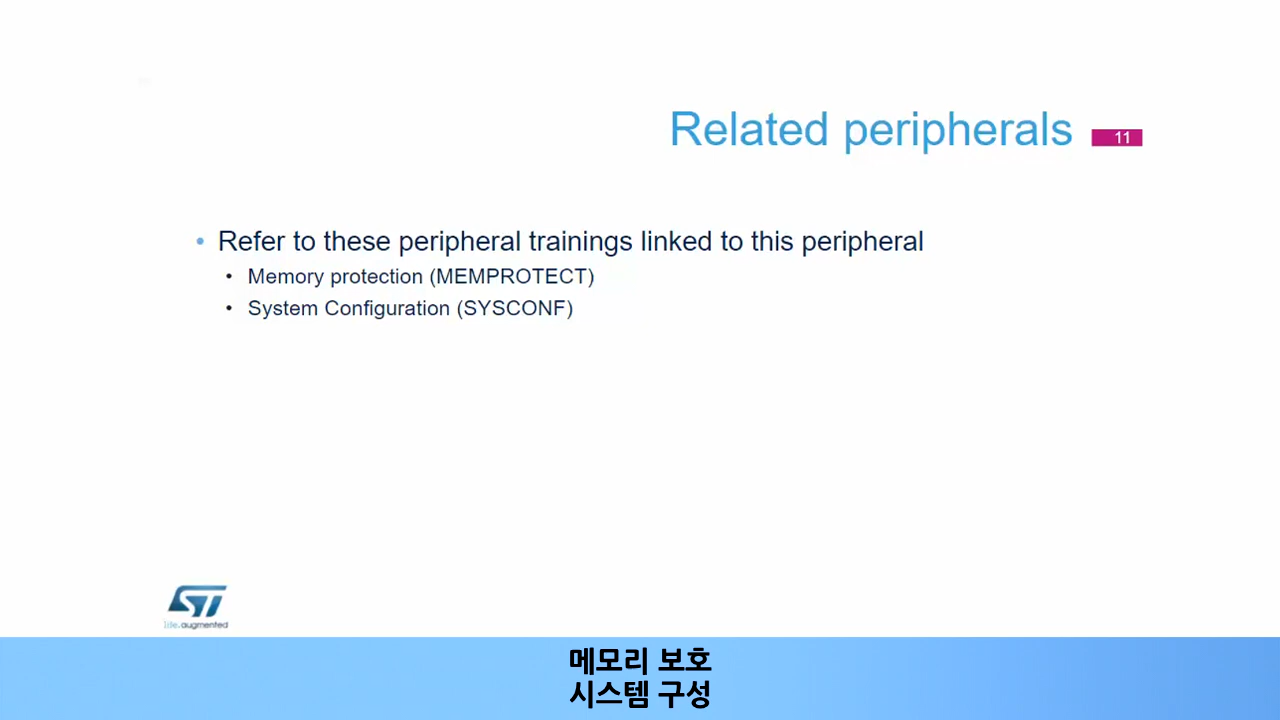 Related peripherals
11
• Refer to these peripheral trainings linked to this peripheral
• Memory protection (MEMPROTECT)
• System Configuration (SYSCONF)
ST
life.augmented
메모리 보호
시스템 구성